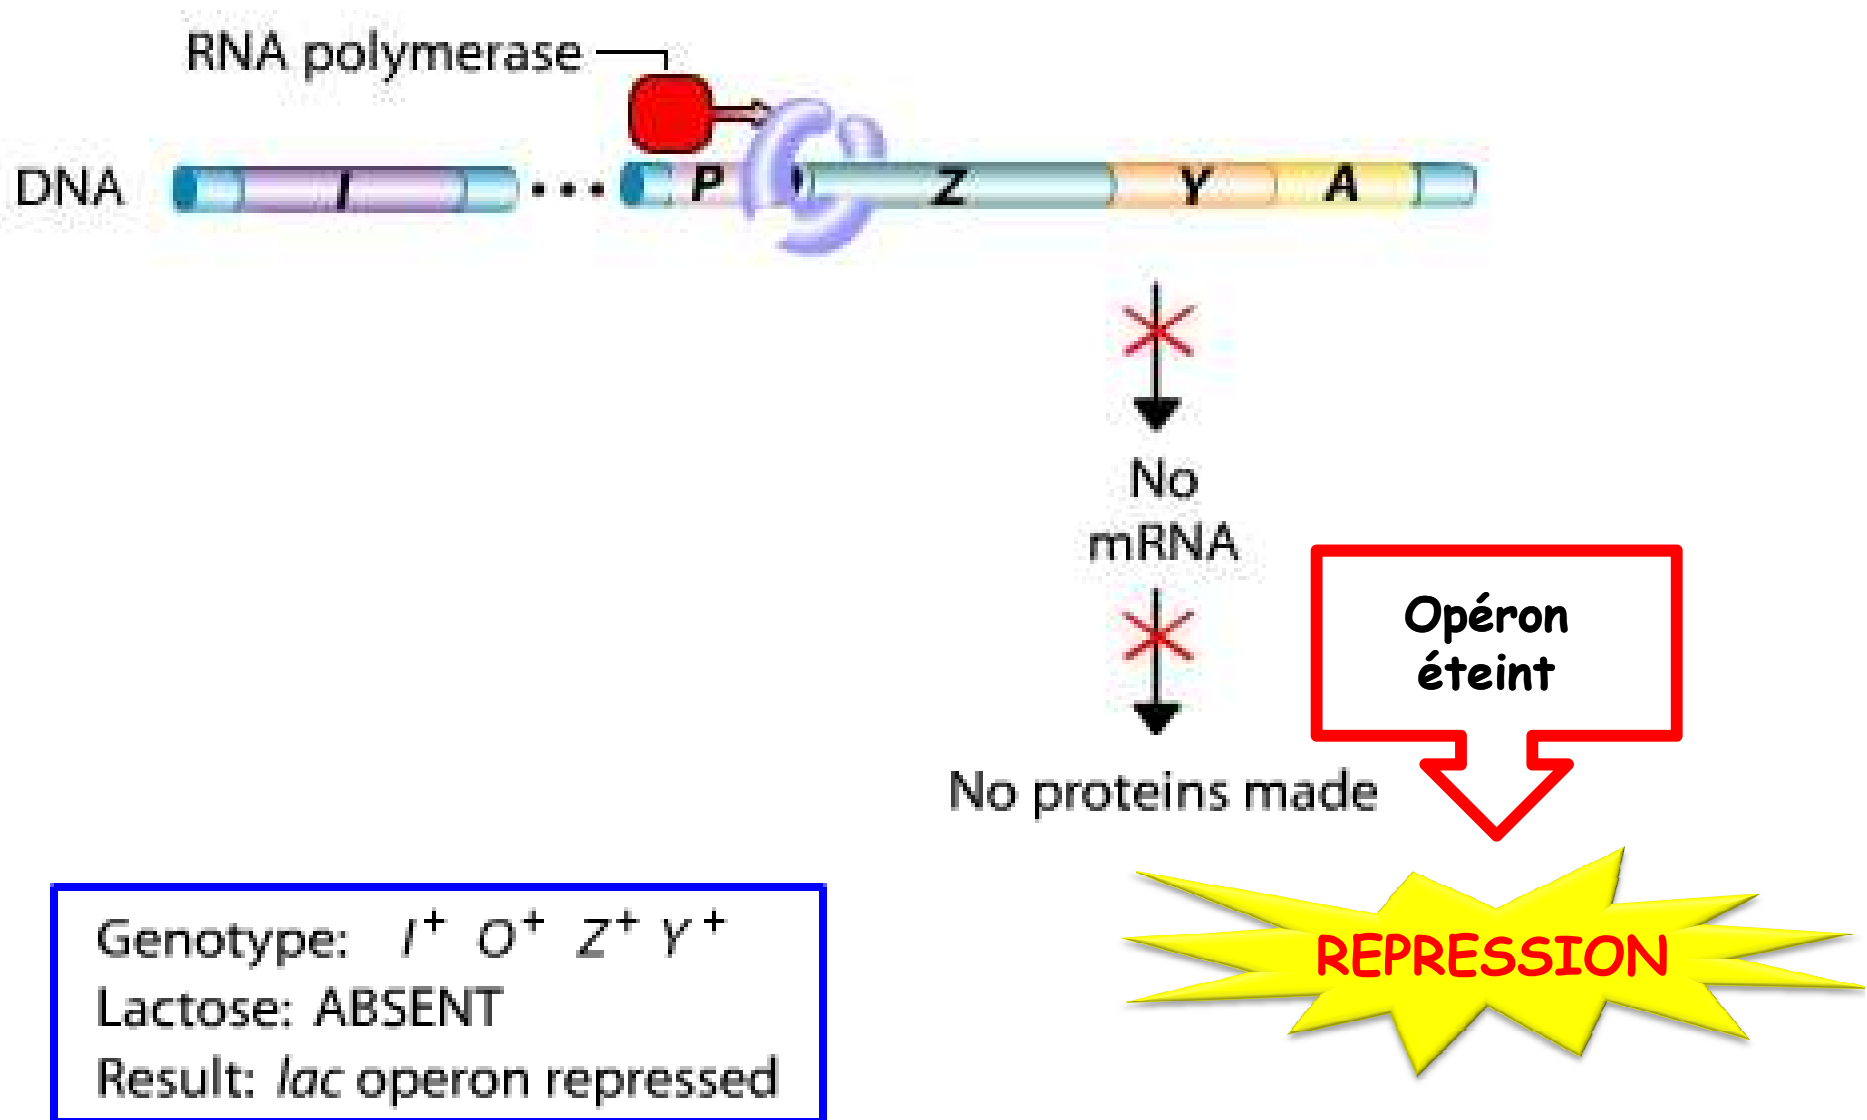 RNA polymerase
DNA
I
P
Z
Y
A
No
mRNA
Opéron
éteint
No proteins made
REPRESSION
Genotype: I⁺ O⁺ Z⁺ Y⁺
Lactose: ABSENT
Result: lac operon repressed